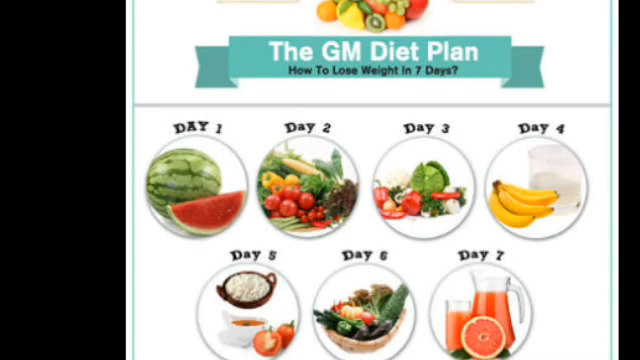 The GM Diet Plan
How To Lose Weight In 7 Days?
DAY 1
Day 2
Day 3
Day 4
Day 5
Day 6
Day 7